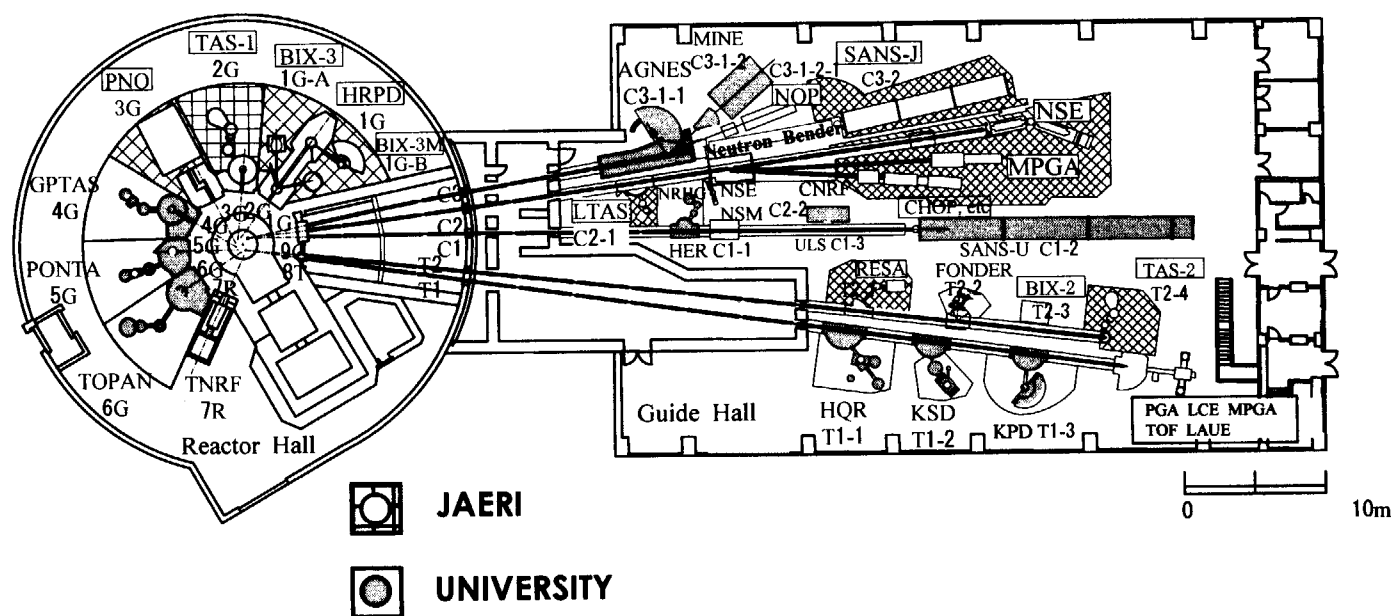 TAS-1
2G
BIX-3
1G-A
PNO
3G
HRPD
1G
BIX-3M
1G-B
GPTAS
4G
PONTA
5G
TOPAN
6G
TNRF
7R
3G
2G
1G
4G
5G
6G
7R
9C
8T
Reactor Hall
C3
C2
C1
T2
T1
MINE
C3-1-2
AGNES
C3-1-1
C3-1-2-1
NOP
SANS-J
C3-2
NSE
Neutron Bender
MPGA
LTAS
C2-1
NSE
NSM
CNRF
C2-2
CHOP, etc
HER C1-1
ULS C1-3
SANS-U C1-2
RESA
FONDER
T2-2
BIX-2
T2-3
TAS-2
T2-4
Guide Hall
HQR
T1-1
KSD
T1-2
KPD T1-3
PGA LCE MPGA
TOF LAUE
0
10m
JAERI
UNIVERSITY